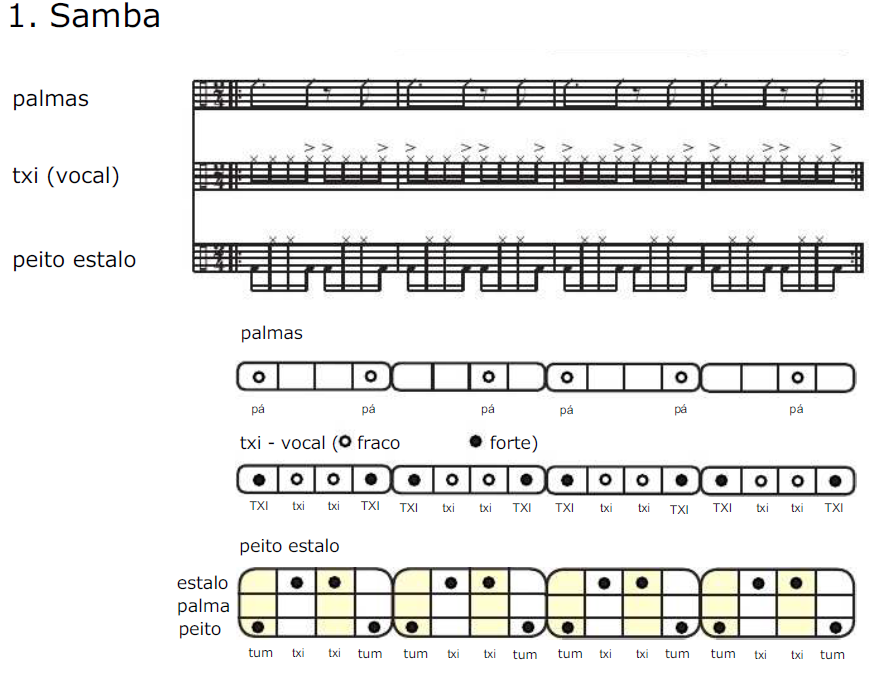 1. Samba
palmas
txi (vocal)
peito estalo
palmas
pá pá pá pá pá pá
txi - vocal ( fraco forte)
TXI txi txi TXI TXI txi txi TXI TXI txi txi TXI TXI txi txi TXI
peito estalo
estalo
palma
peito
tum txi txi tum tum txi txi tum tum txi txi tum tum txi txi tum